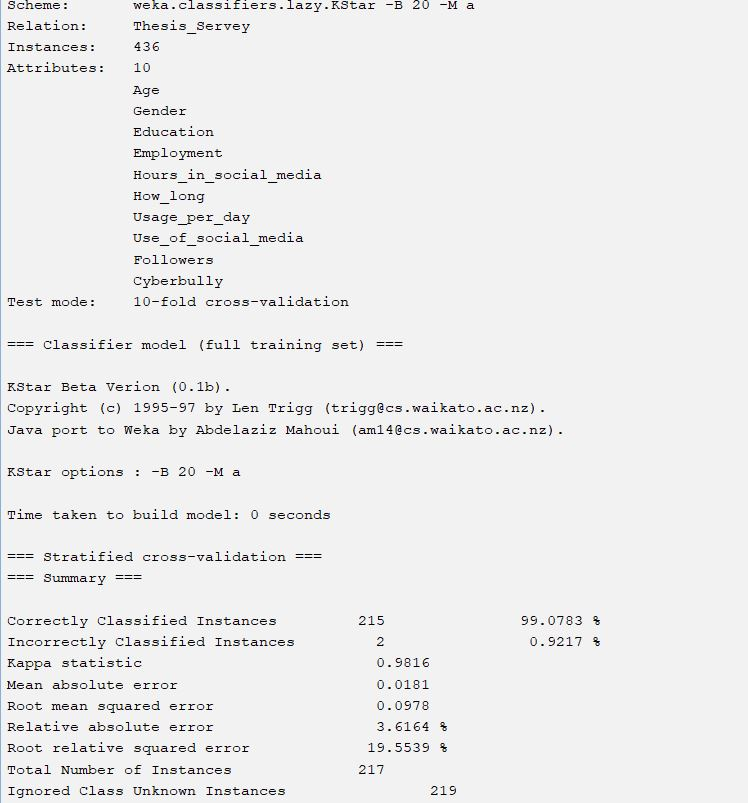 Scheme: weka.classifiers.lazy.KStar -B 20 -M a
Relation: Thesis_Servey
Instances: 436
Attributes: 10
Age
Gender
Education
Employment
Hours_in_social_media
How_long
Usage_per_day
Use_of_social_media
Followers
Cyberbully
Test mode: 10-fold cross-validation
=== Classifier model (full training set) ===
KStar Beta Verion (0.1b).
Copyright (c) 1995-97 by Len Trigg (trigg@cs.waikato.ac.nz).
Java port to Weka by Abdelaziz Mahoui (am14@cs.waikato.ac.nz).
KStar options : -B 20 -M a
Time taken to build model: 0 seconds
=== Stratified cross-validation ===
=== Summary ===
Correctly Classified Instances 215 99.0783 %
Incorrectly Classified Instances 2 0.9217 %
Kappa statistic 0.9816
Mean absolute error 0.0181
Root mean squared error 0.0978
Relative absolute error 3.6164 %
Root relative squared error 19.5539 %
Total Number of Instances 217
Ignored Class Unknown Instances 219